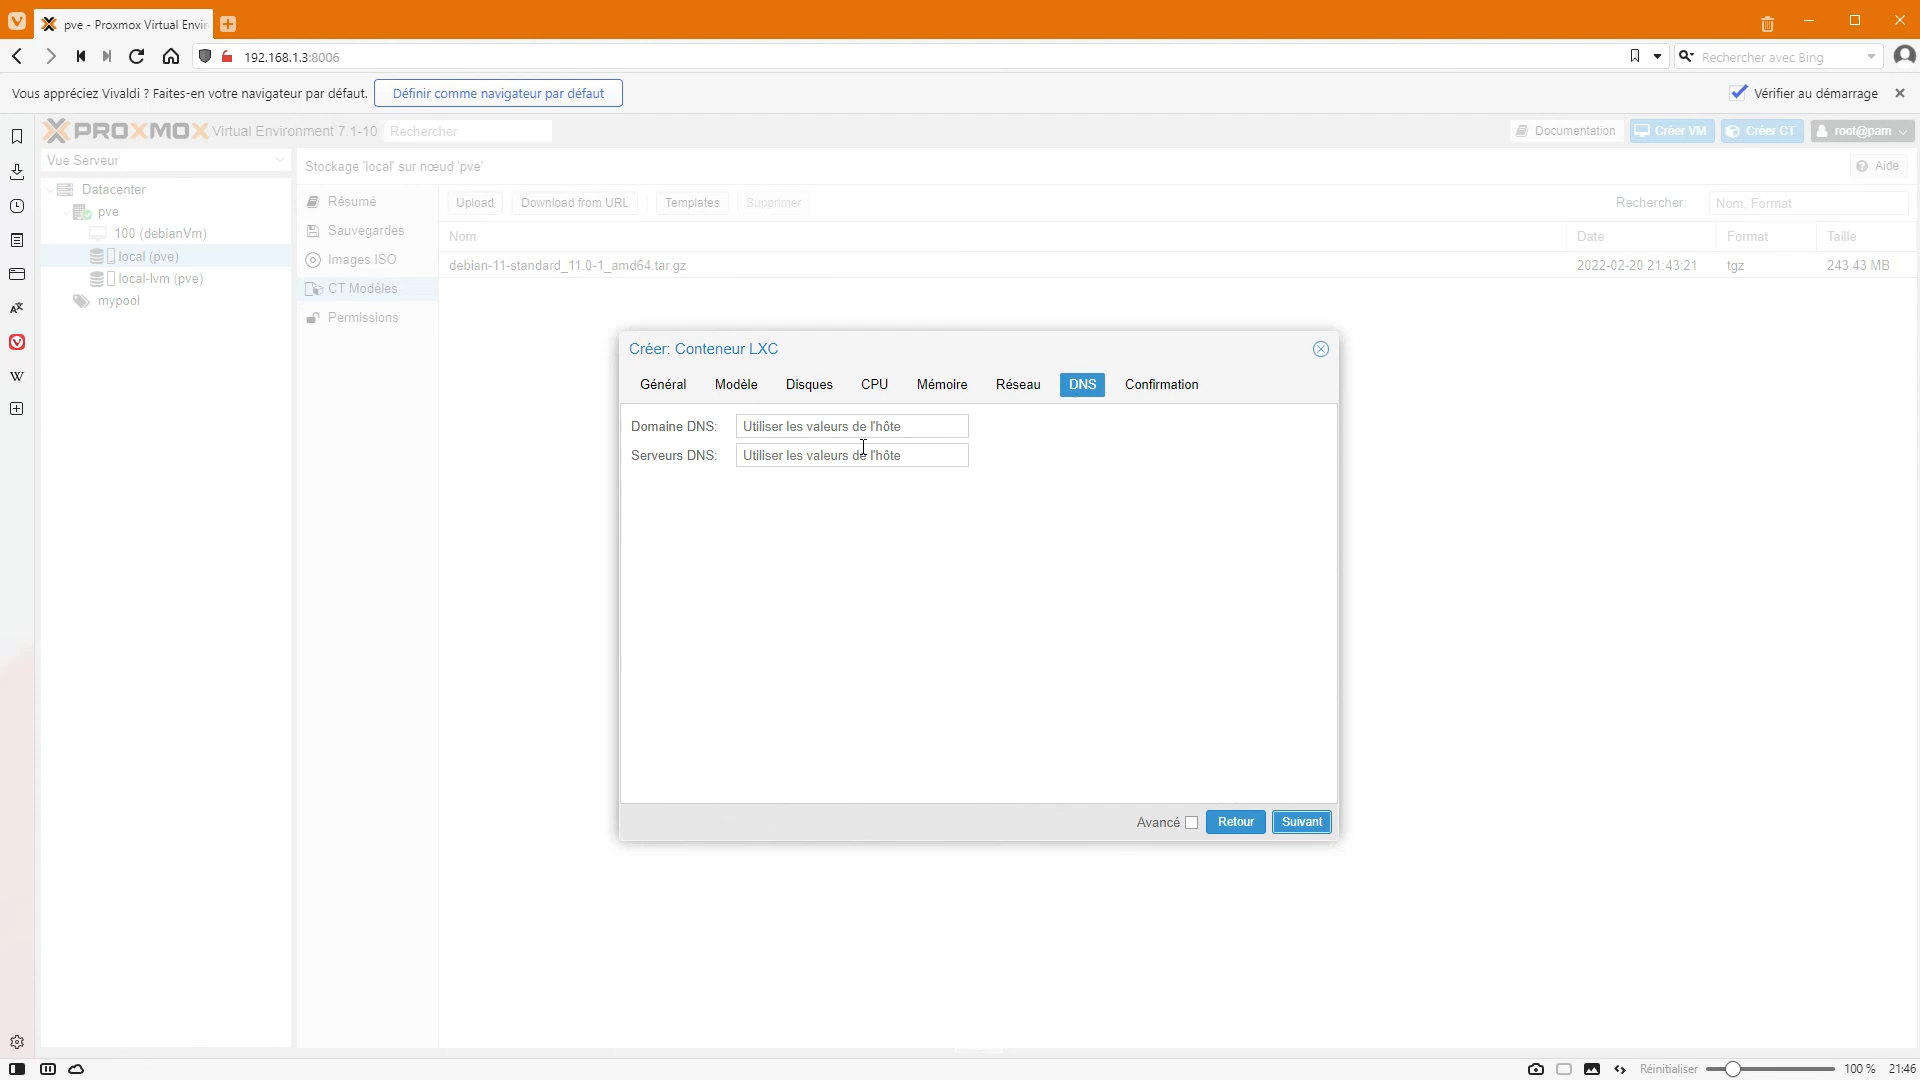 pve - Proxmox Virtual Envir
192.168.1.3:8006
Rechercher avec Bing
Vous appréciez Vivaldi ? Faites-en votre navigateur par défaut.
Définir comme navigateur par défaut
Vérifier au démarrage
PROXMOX Virtual Environment 7.1-10
Rechercher
Documentation
Créer VM
Créer CT
root@pam
Vue Serveur
Stockage 'local' sur nœud 'pve'
Aide
Datacenter
pve
100 (debianVm)
local (pve)
local-lvm (pve)
mypool
Résumé
Sauvegardes
Images ISO
CT Modèles
Permissions
Upload
Download from URL
Templates
Supprimer
Rechercher:
Nom, Format
Nom
Date
Format
Taille
debian-11-standard_11.0-1_amd64.tar.gz
2022-02-20 21:43:21
tgz
243.43 MB
Créer: Conteneur LXC
Général
Modèle
Disques
CPU
Mémoire
Réseau
DNS
Confirmation
Domaine DNS:
Utiliser les valeurs de l'hôte
Serveurs DNS:
Utiliser les valeurs de l'hôte
Avancé
Retour
Suivant
Réinitialiser
100 %
21:46